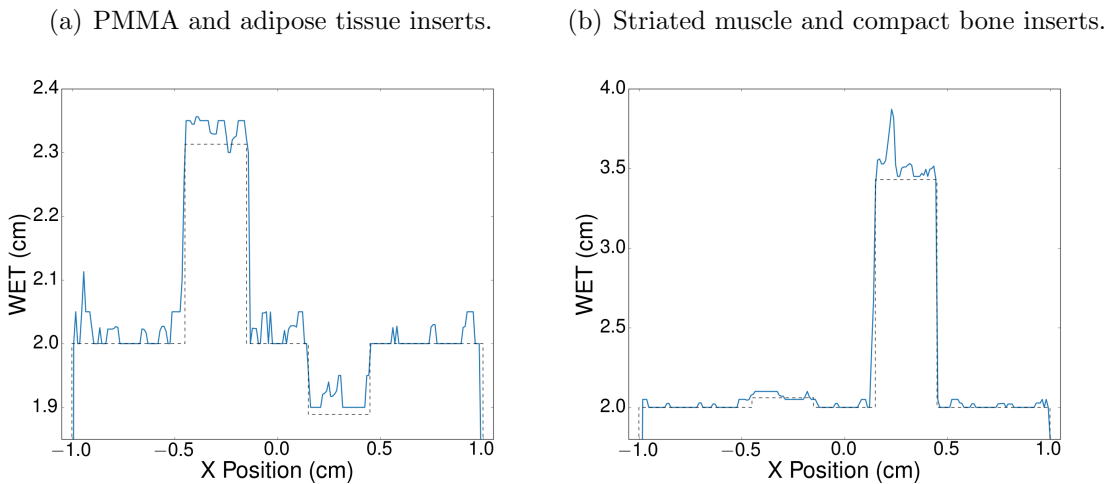 (a) PMMA and adipose tissue inserts.
(b) Striated muscle and compact bone inserts.
2.4
2.3
2.2
2.1
2.0
1.9
WET (cm)
−1.0 −0.5 0.0 0.5 1.0
X Position (cm)
4.0
3.5
3.0
2.5
2.0
WET (cm)
−1.0 −0.5 0.0 0.5 1.0
X Position (cm)